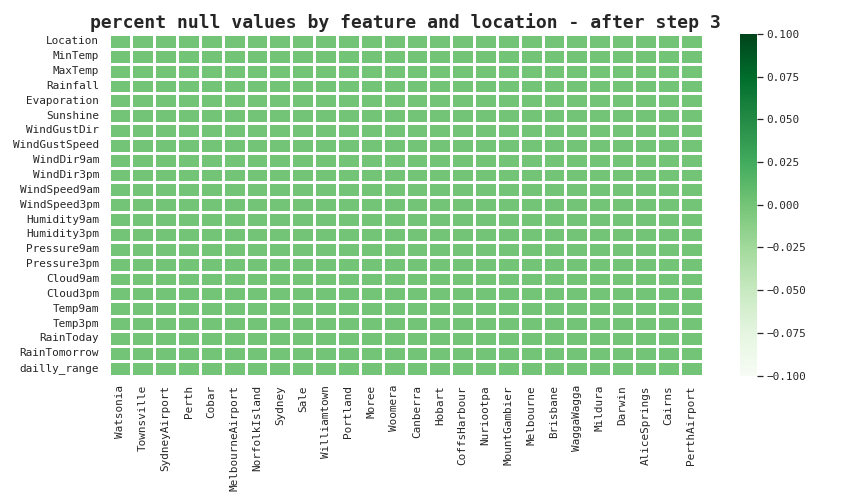 percent null values by feature and location - after step 3
Location
MinTemp
MaxTemp
Rainfall
Evaporation
Sunshine
WindGustDir
WindGustSpeed
WindDir9am
WindDir3pm
WindSpeed9am
WindSpeed3pm
Humidity9am
Humidity3pm
Pressure9am
Pressure3pm
Cloud9am
Cloud3pm
Temp9am
Temp3pm
RainToday
RainTomorrow
dailly_range
Watsonia
Townsville
SydneyAirport
Perth
Cobar
MelbourneAirport
NorfolkIsland
Sydney
Sale
Williamtown
Portland
Moree
Woomera
Canberra
Hobart
CoffsHarbour
Nuriootpa
MountGambier
Melbourne
Brisbane
WaggaWagga
Mildura
Darwin
AliceSprings
Cairns
PerthAirport
0.100
0.075
0.050
0.025
0.000
−0.025
−0.050
−0.075
−0.100